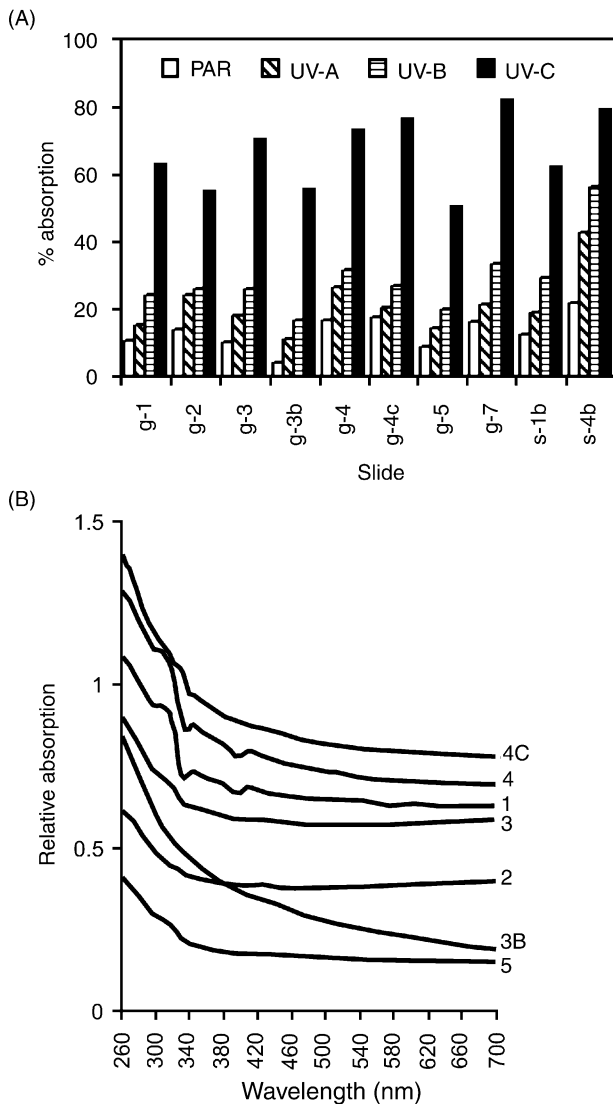 (A)
100
80
60
40
20
0
% absorption
PAR UV-A UV-B UV-C
g-1 g-2 g-3 g-3b g-4 g-4c g-5 g-7 s-1b s-4b
Slide
(B)
1.5
1
0.5
0
Relative absorption
4C
4
1
3
2
3B
5
260 300 340 380 420 460 500 540 580 620 660 700
Wavelength (nm)